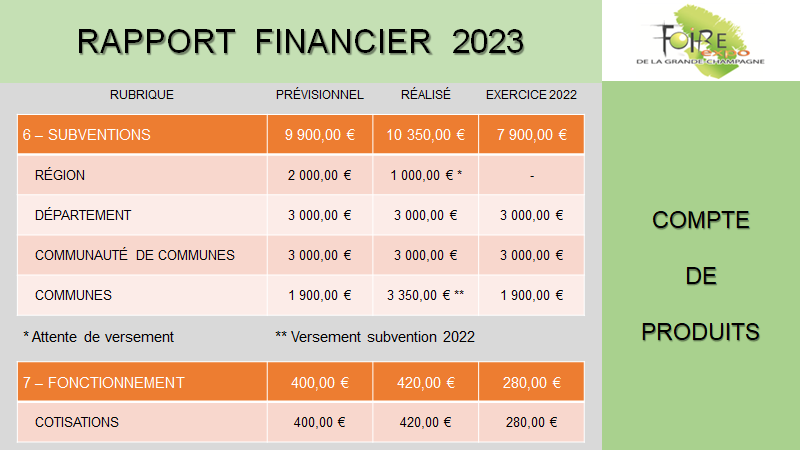 RAPPORT FINANCIER 2023
FOIRE
expo
DE LA GRANDE CHAMPAGNE
RUBRIQUE PRÉVISIONNEL RÉALISÉ EXERCICE 2022
6 – SUBVENTIONS 9 900,00 € 10 350,00 € 7 900,00 €
RÉGION 2 000,00 € 1 000,00 € * -
DÉPARTEMENT 3 000,00 € 3 000,00 € 3 000,00 €
COMMUNAUTÉ DE COMMUNES 3 000,00 € 3 000,00 € 3 000,00 €
COMMUNES 1 900,00 € 3 350,00 € ** 1 900,00 €
* Attente de versement ** Versement subvention 2022
7 – FONCTIONNEMENT 400,00 € 420,00 € 280,00 €
COTISATIONS 400,00 € 420,00 € 280,00 €
COMPTE
DE
PRODUITS